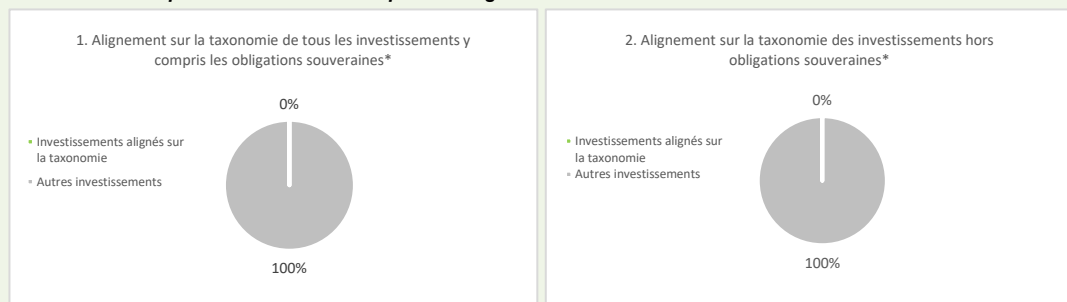 1. Alignement sur la taxonomie de tous les investissements y
compris les obligations souveraines*
0%
Investissements alignés sur
la taxonomie
Autres investissements
100%
2. Alignement sur la taxonomie des investissements hors
obligations souveraines*
0%
Investissements alignés sur
la taxonomie
Autres investissements
100%